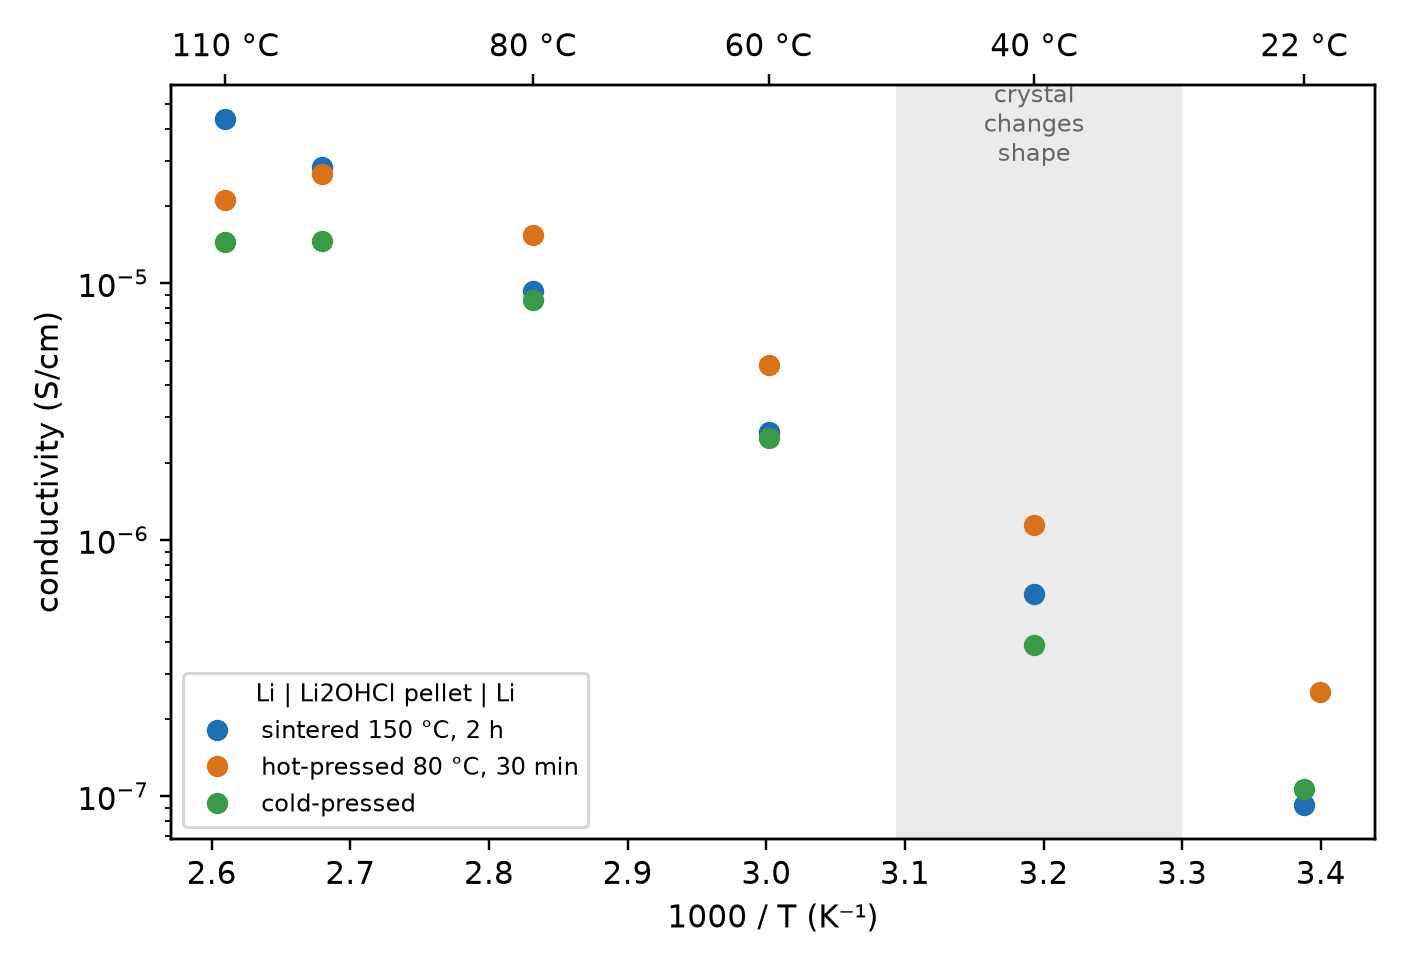 110 °C 80 °C 60 °C 40 °C 22 °C
crystal
changes
shape
10⁻⁵
10⁻⁶
10⁻⁷
conductivity (S/cm)
Li | Li2OHCl pellet | Li
sintered 150 °C, 2 h
hot-pressed 80 °C, 30 min
cold-pressed
2.6 2.7 2.8 2.9 3.0 3.1 3.2 3.3 3.4
1000 / T (K⁻¹)